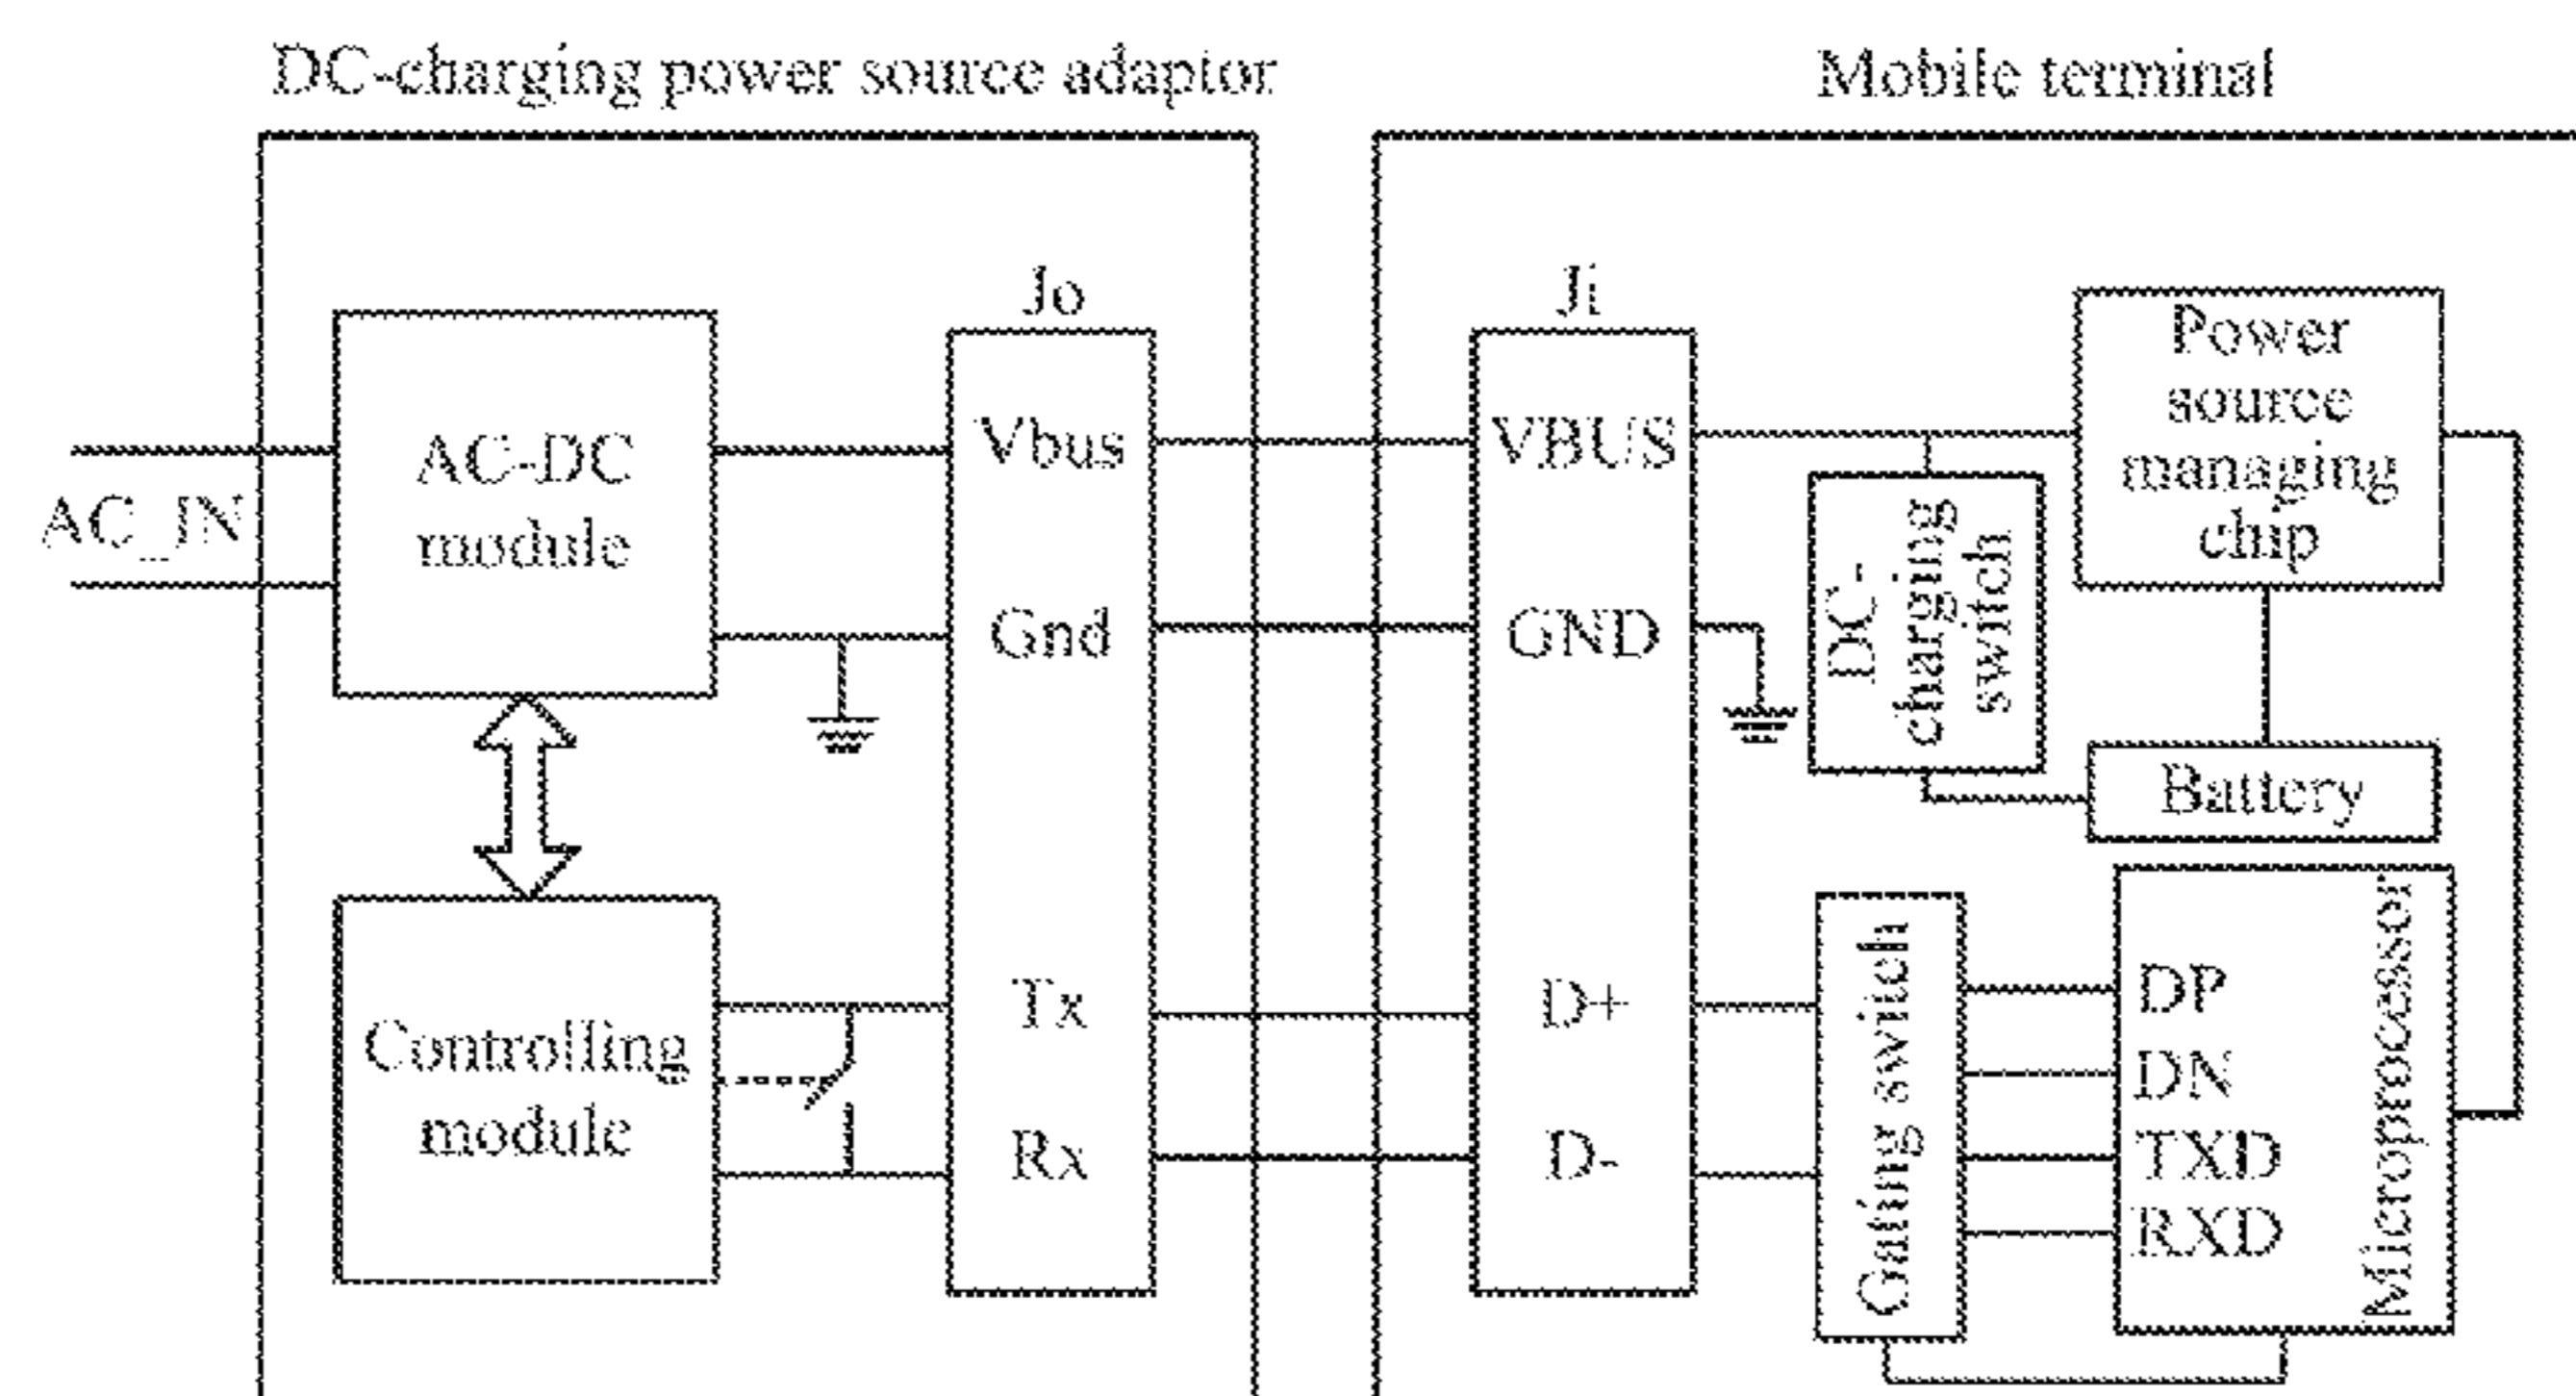 DC-charging power source adaptor
Mobile terminal
Jo
Ji
AC_IN
AC-DC
module
Vbus
Gnd
Tx
Rx
VBUS
GND
D+
D-
Power
source
managing
chip
DC-
charging
switch
Battery
Controlling
module
Gating switch
DP
DN
TXD
RXD
Microprocessor